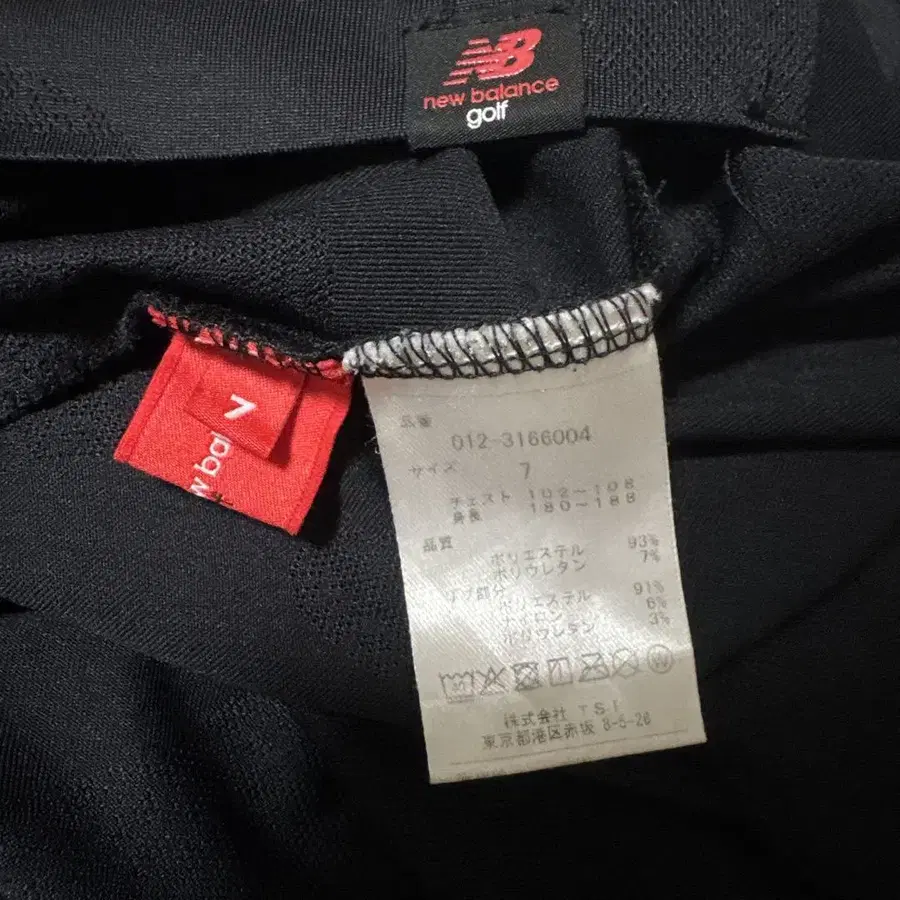 NB
new balance
golf
7
w bal
品番
012-3166004
サイズ 7
チェスト 102-108
身長 180-188
品質
ポリエステル 93%
ポリウレタン 7%
リブ部分
ポリエステル 91%
ナイロン 6%
ポリウレタン 3%
W
株式会社 TSI
東京都港区赤坂 8-5-26